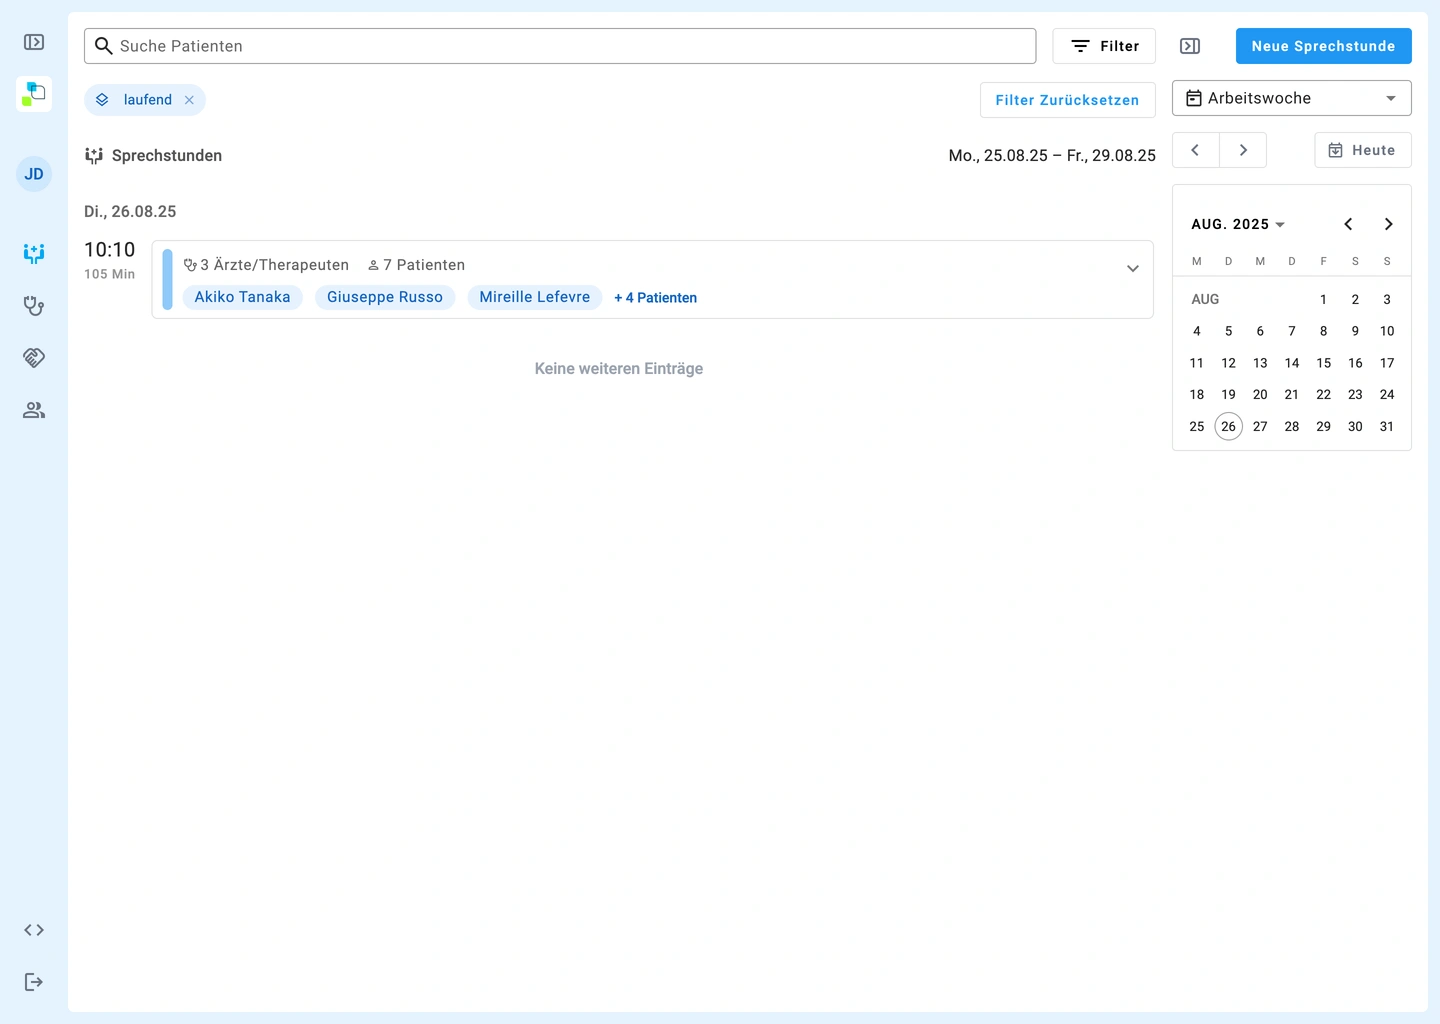 Suche Patienten
Filter
Neue Sprechstunde
laufend
Filter Zurücksetzen
Arbeitswoche
JD
Sprechstunden
Mo., 25.08.25 – Fr., 29.08.25
Heute
Di., 26.08.25
10:10
105 Min
3 Ärzte/Therapeuten
7 Patienten
Akiko Tanaka
Giuseppe Russo
Mireille Lefevre
+ 4 Patienten
Keine weiteren Einträge
AUG. 2025
M D M D F S S
AUG 1 2 3
4 5 6 7 8 9 10
11 12 13 14 15 16 17
18 19 20 21 22 23 24
25 26 27 28 29 30 31